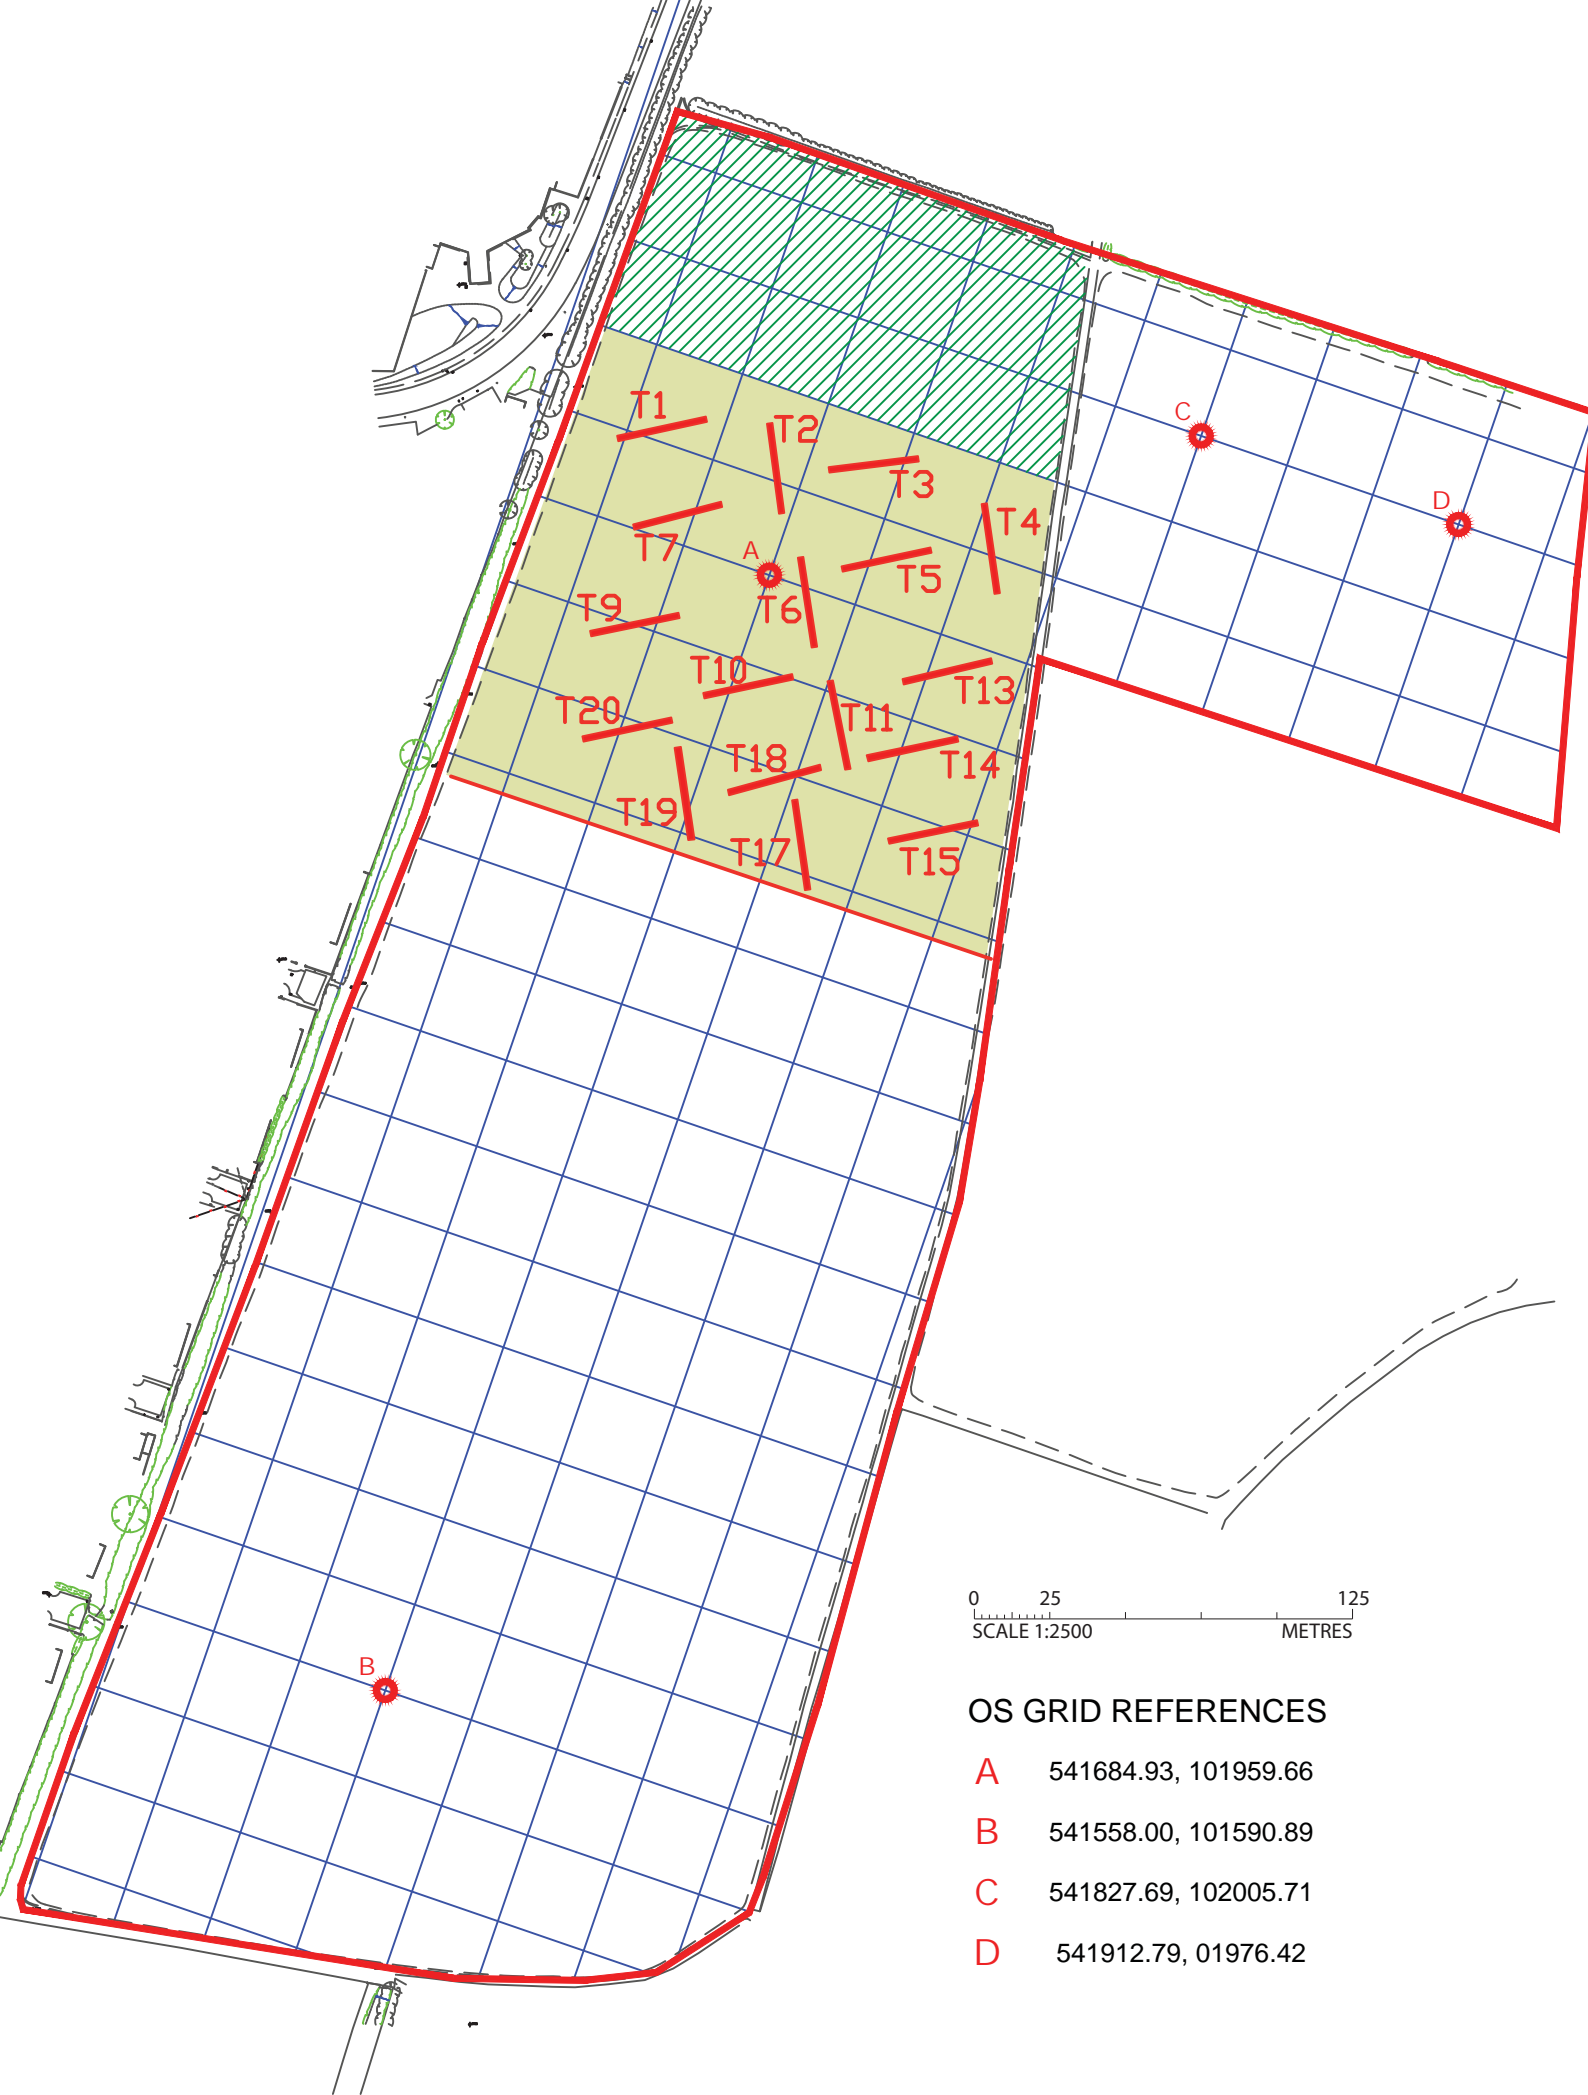 T1
T2
T3
T4
T7
A
T5
T6
T9
T10
T13
T20
T11
T18
T14
T19
T17
T15
C
D
B
0 25 125
SCALE 1:2500 METRES
OS GRID REFERENCES
A 541684.93, 101959.66
B 541558.00, 101590.89
C 541827.69, 102005.71
D 541912.79, 01976.42